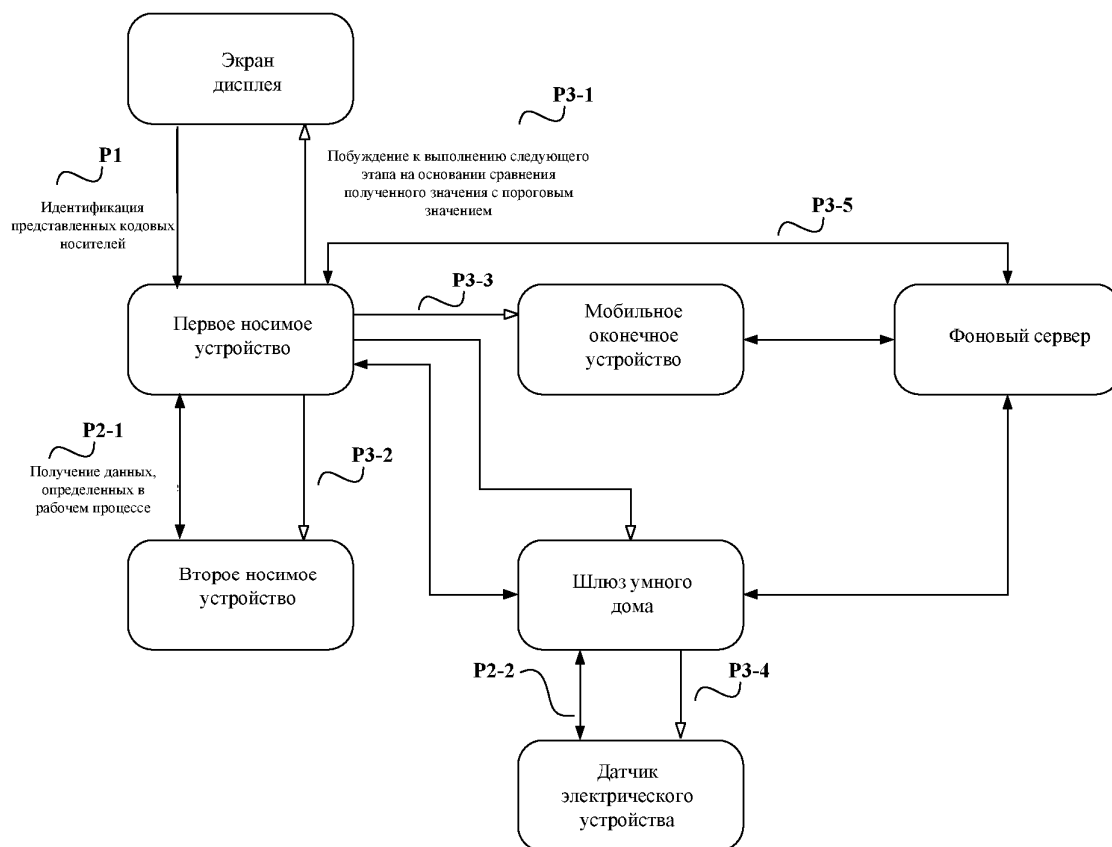 Экран
дисплея
P3-1
P1
Побуждение к выполнению следующего
этапа на основании сравнения
полученного значения с пороговым
значением
Идентификация
представленных кодовых
носителей
P3-5
P3-3
Первое носимое
устройство
Мобильное
оконечное
устройство
Фоновый сервер
P2-1
Получение данных,
определенных в
рабочем процессе
P3-2
Второе носимое
устройство
Шлюз умного
дома
P2-2
P3-4
Датчик
электрического
устройства